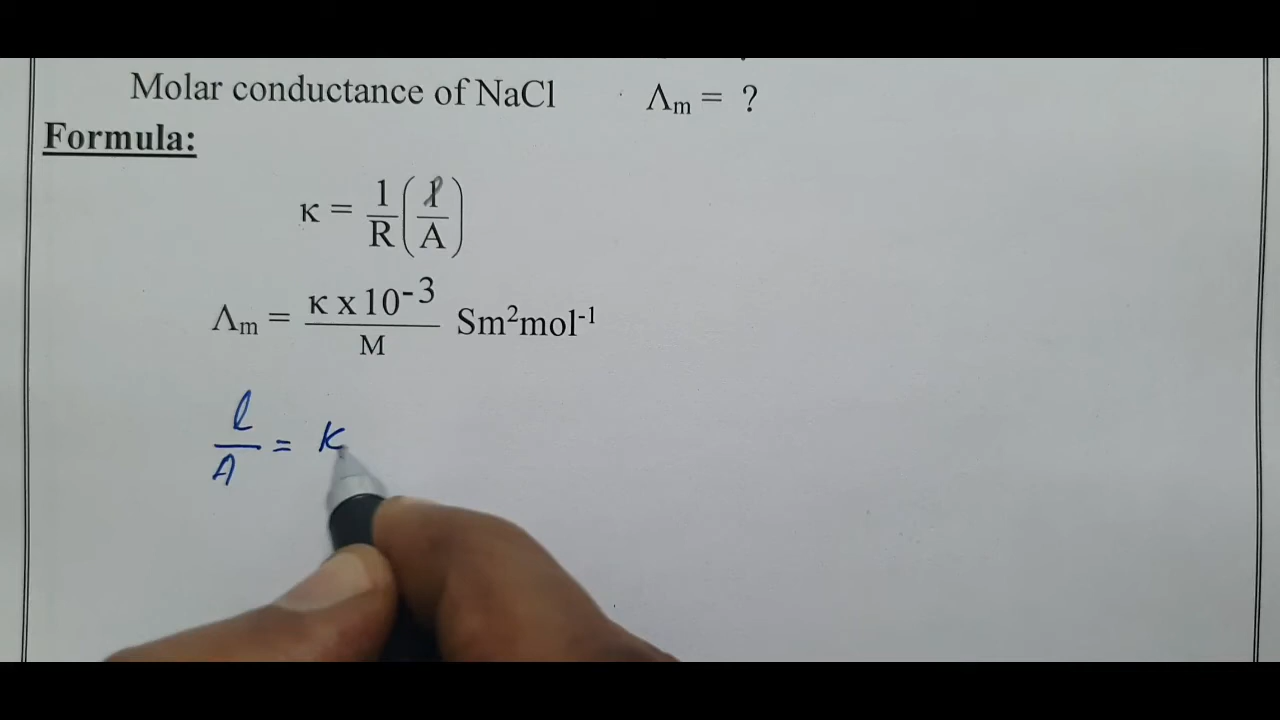 Molar conductance of NaCl Λm = ?
Formula:
κ = 1/R (l/A)
Λm = κ x 10⁻³/M Sm²mol⁻¹
l/A = κ